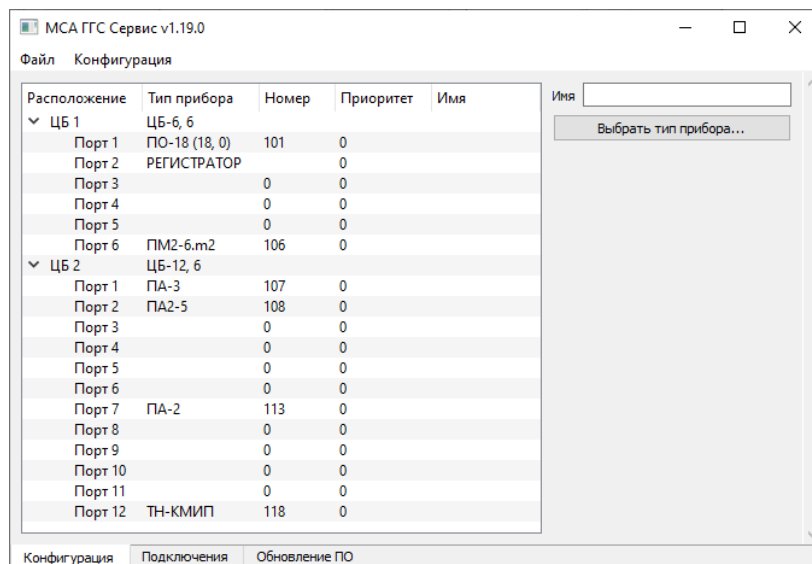 МСА ГГС Сервис v1.19.0
Файл Конфигурация
Расположение Тип прибора Номер Приоритет Имя
ЦБ 1 ЦБ-6, 6
Порт 1 ПО-18 (18, 0) 101 0
Порт 2 РЕГИСТРАТОР 0
Порт 3 0 0
Порт 4 0 0
Порт 5 0 0
Порт 6 ПМ2-6.m2 106 0
ЦБ 2 ЦБ-12, 6
Порт 1 ПА-3 107 0
Порт 2 ПА2-5 108 0
Порт 3 0 0
Порт 4 0 0
Порт 5 0 0
Порт 6 0 0
Порт 7 ПА-2 113 0
Порт 8 0 0
Порт 9 0 0
Порт 10 0 0
Порт 11 0 0
Порт 12 ТН-КМИП 118 0
Имя
Выбрать тип прибора...
Конфигурация Подключения Обновление ПО